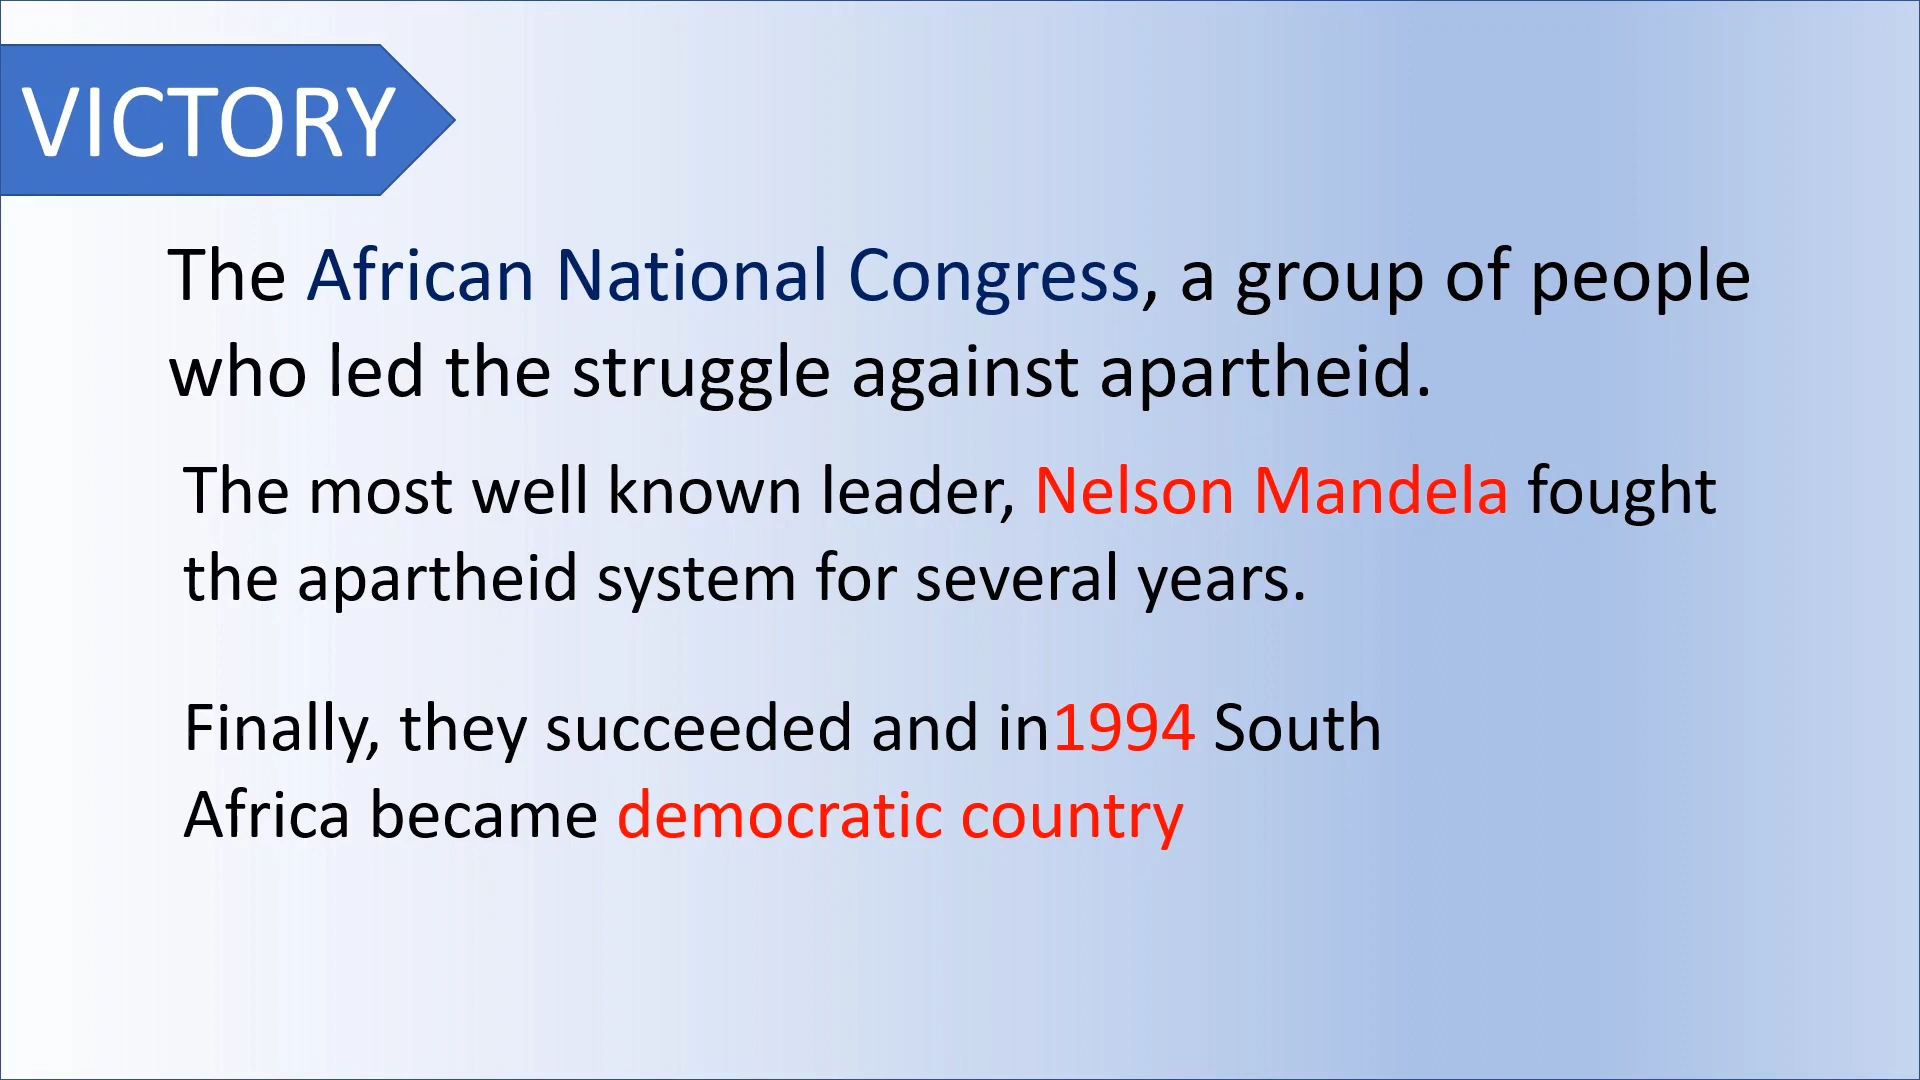 VICTORY
The African National Congress, a group of people
who led the struggle against apartheid.
The most well known leader, Nelson Mandela fought
the apartheid system for several years.
Finally, they succeeded and in1994 South
Africa became democratic country